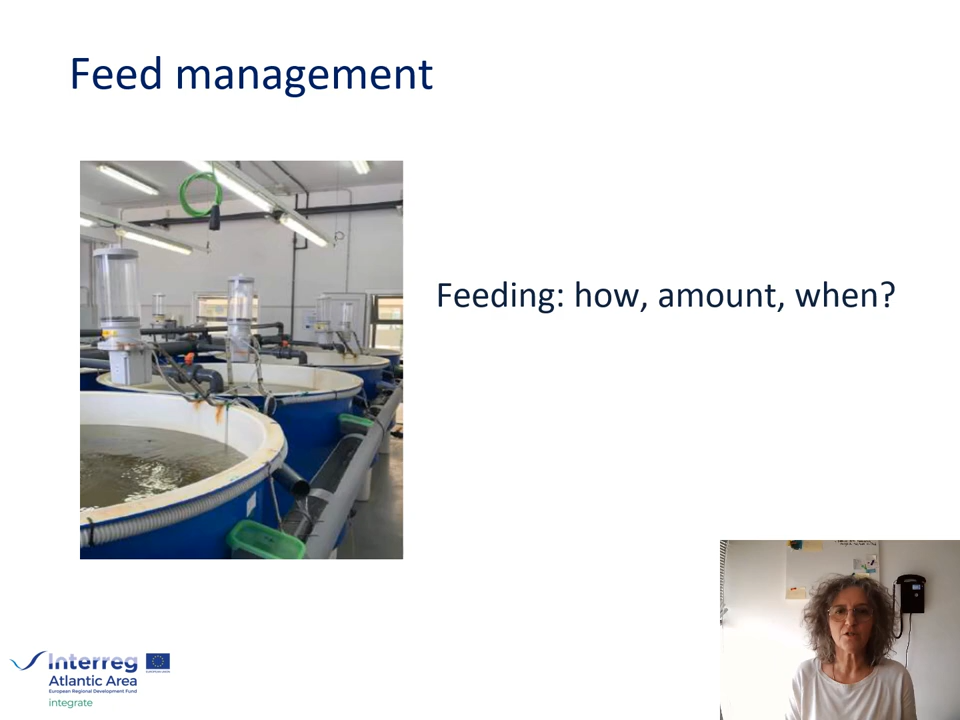 Feed management
Feeding: how, amount, when?
Interreg
Atlantic Area
European Regional Development Fund
integrate